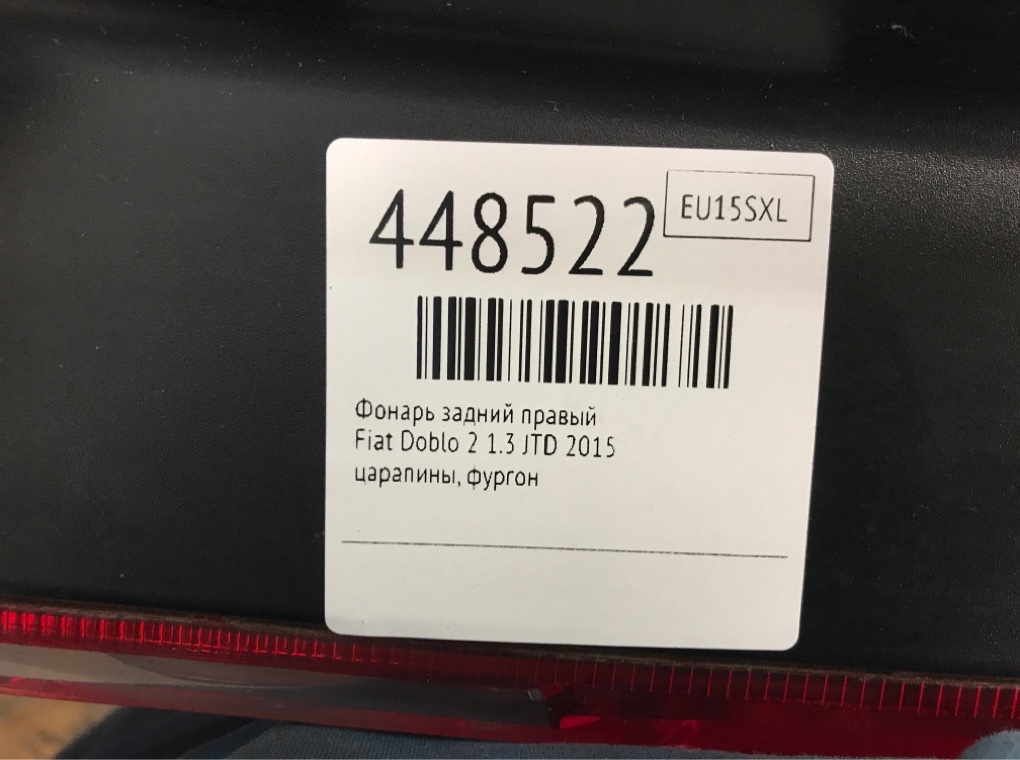 448522
EU15SXL
Фонарь задний правый
Fiat Doblo 2 1.3 JTD 2015
царапины, фургон